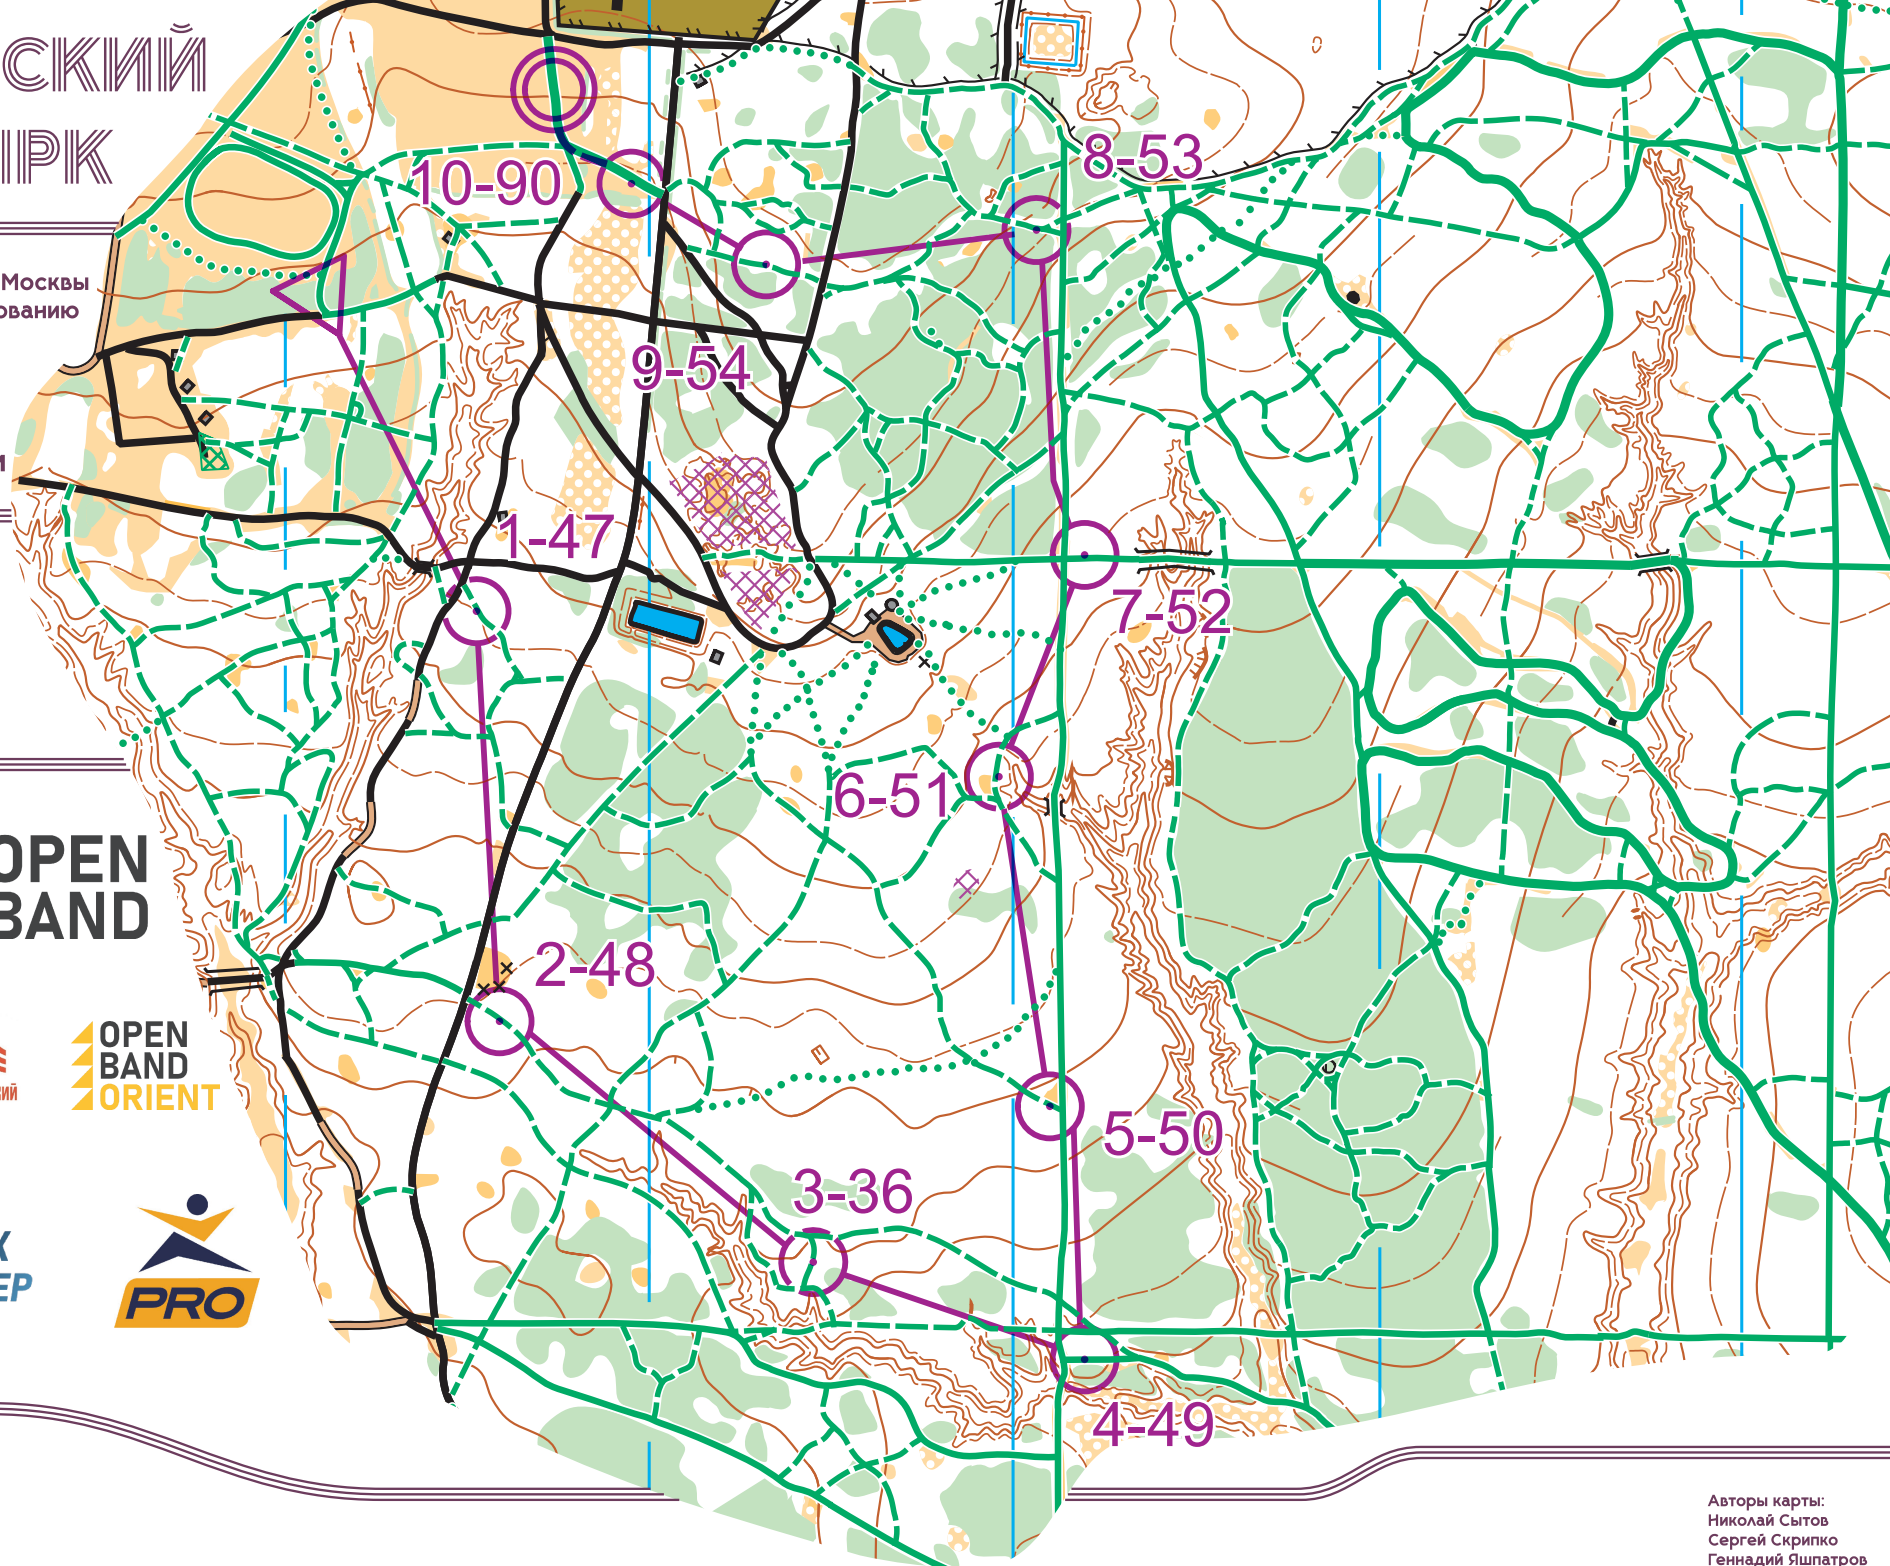 СКИЙ
ПРК
Москвы
ованию
10-90
8-53
9-54
1-47
7-52
6-51
2-48
5-50
3-36
4-49
OPEN
BAND
OPEN
BAND
ORIENT
кий
К
ЕР
PRO
Авторы карты:
Николай Сытов
Сергей Скрипко
Геннадий Яшпатров